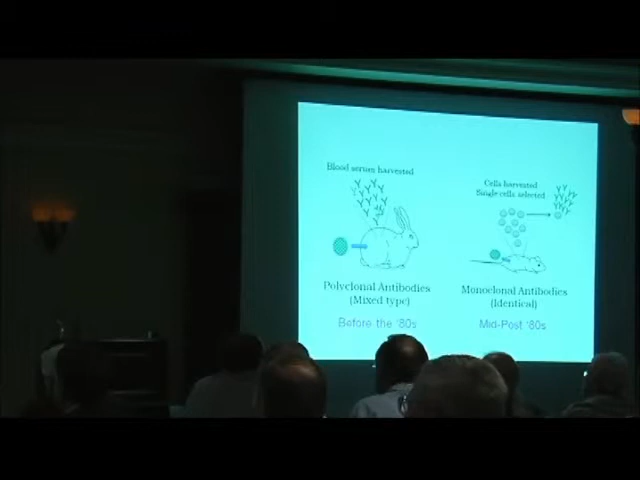 Blood serum harvested
Polyclonal Antibodies
(Mixed type)
Before the '80s
Cells harvested
Single cells selected
Monoclonal Antibodies
(Identical)
Mid-Post '80s